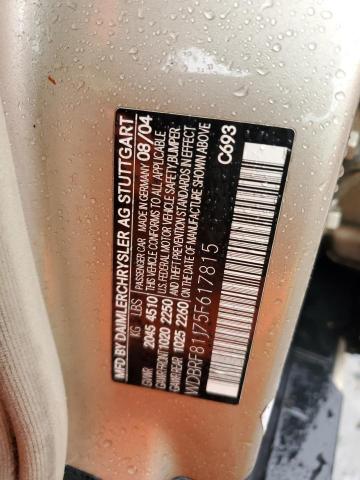 MFD BY DAIMLERCHRYSLER AG STUTTGART
PASSENGER CAR MADE IN GERMANY 08/04
KG LBS THIS VEHICLE CONFORMS TO ALL APPLICABLE
GVWR 2045 4510 FEDERAL MOTOR VEHICLE SAFETY, BUMPER,
GAWR FRONT 1020 2250 AND THEFT PREVENTION STANDARDS IN EFFECT
GAWR REAR 1025 2260 ON THE DATE OF MANUFACTURE SHOWN ABOVE
C693
WDBRF81J75F617815